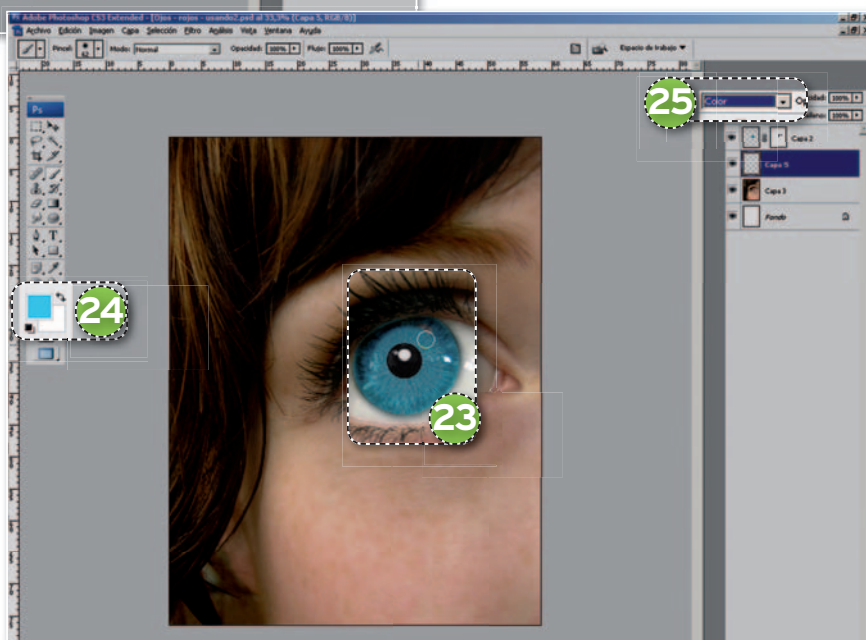 Adobe Photoshop CS3 Extended - [Ojos - rojos - usando2.psd al 33,3% (Capa 5, RGB/8)]
Archivo Edición Imagen Capa Selección Filtro Análisis Vista Ventana Ayuda
Pincel: 62 Modo: Normal Opacidad: 100% Flujo: 100% Espacio de trabajo
25
Color
100%
100%
Ps
Capa 2
Capa 5
Capa 3
Fondo
24
23